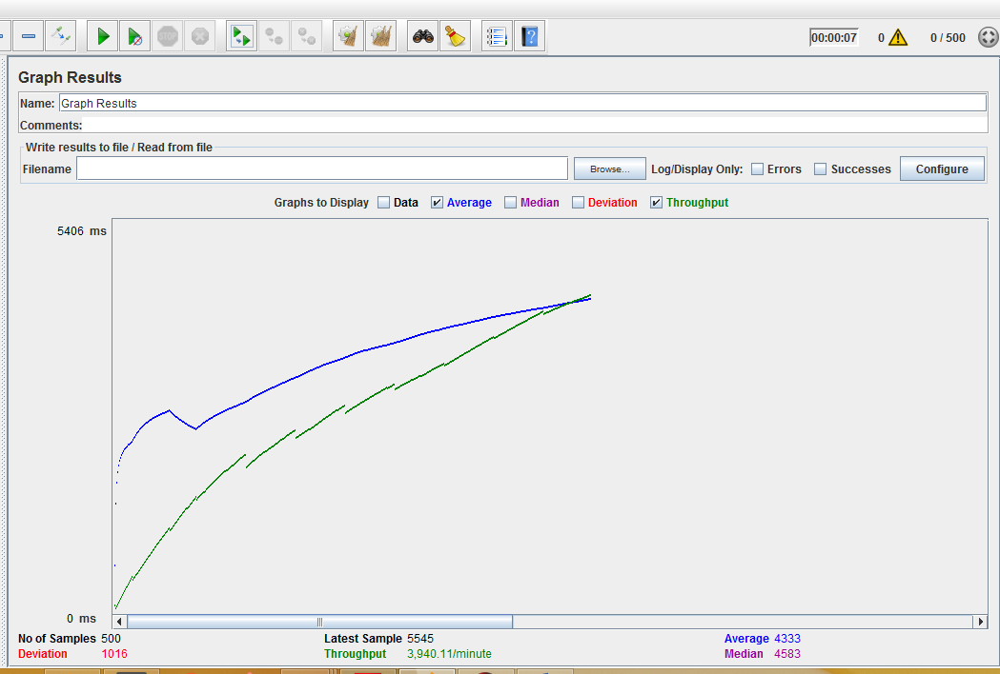 STOP 00:00:07 0 0 / 500
Graph Results
Name: Graph Results
Comments:
Write results to file / Read from file
Filename Browse... Log/Display Only: Errors Successes Configure
Graphs to Display Data Average Median Deviation Throughput
5406 ms
0 ms
No of Samples 500 Latest Sample 5545 Average 4333
Deviation 1016 Throughput 3,940.11/minute Median 4583